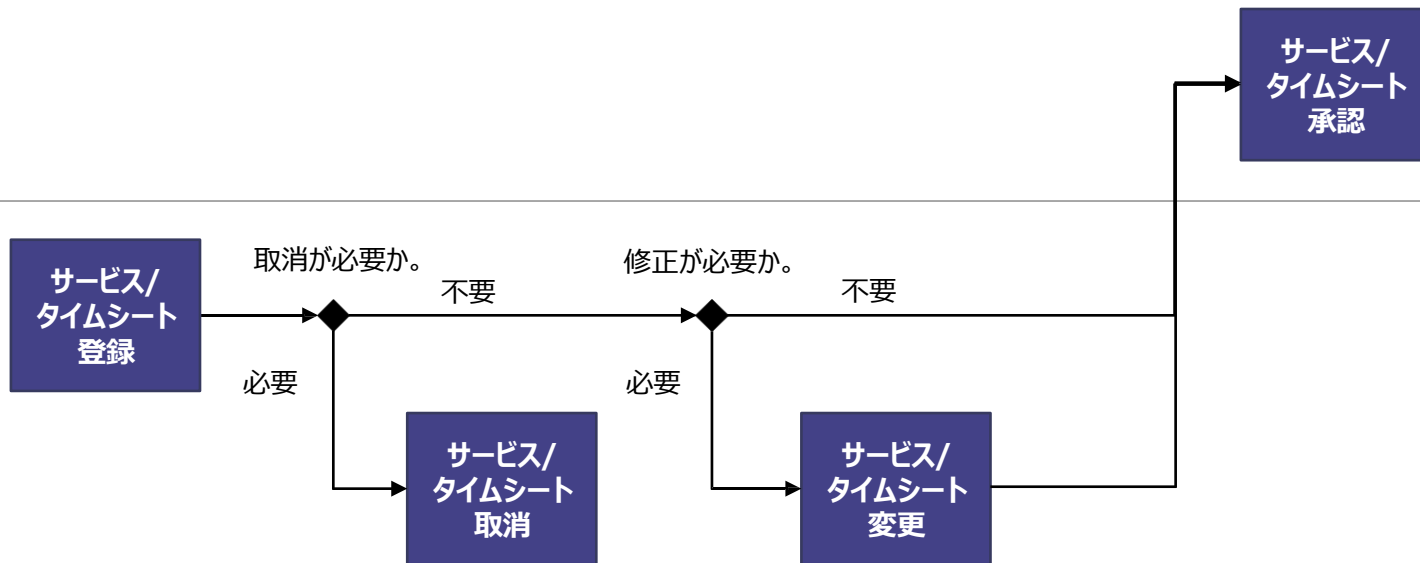 サービス/
タイムシート
承認
サービス/
タイムシート
登録
取消が必要か。
不要
必要
修正が必要か。
不要
必要
サービス/
タイムシート
取消
サービス/
タイムシート
変更